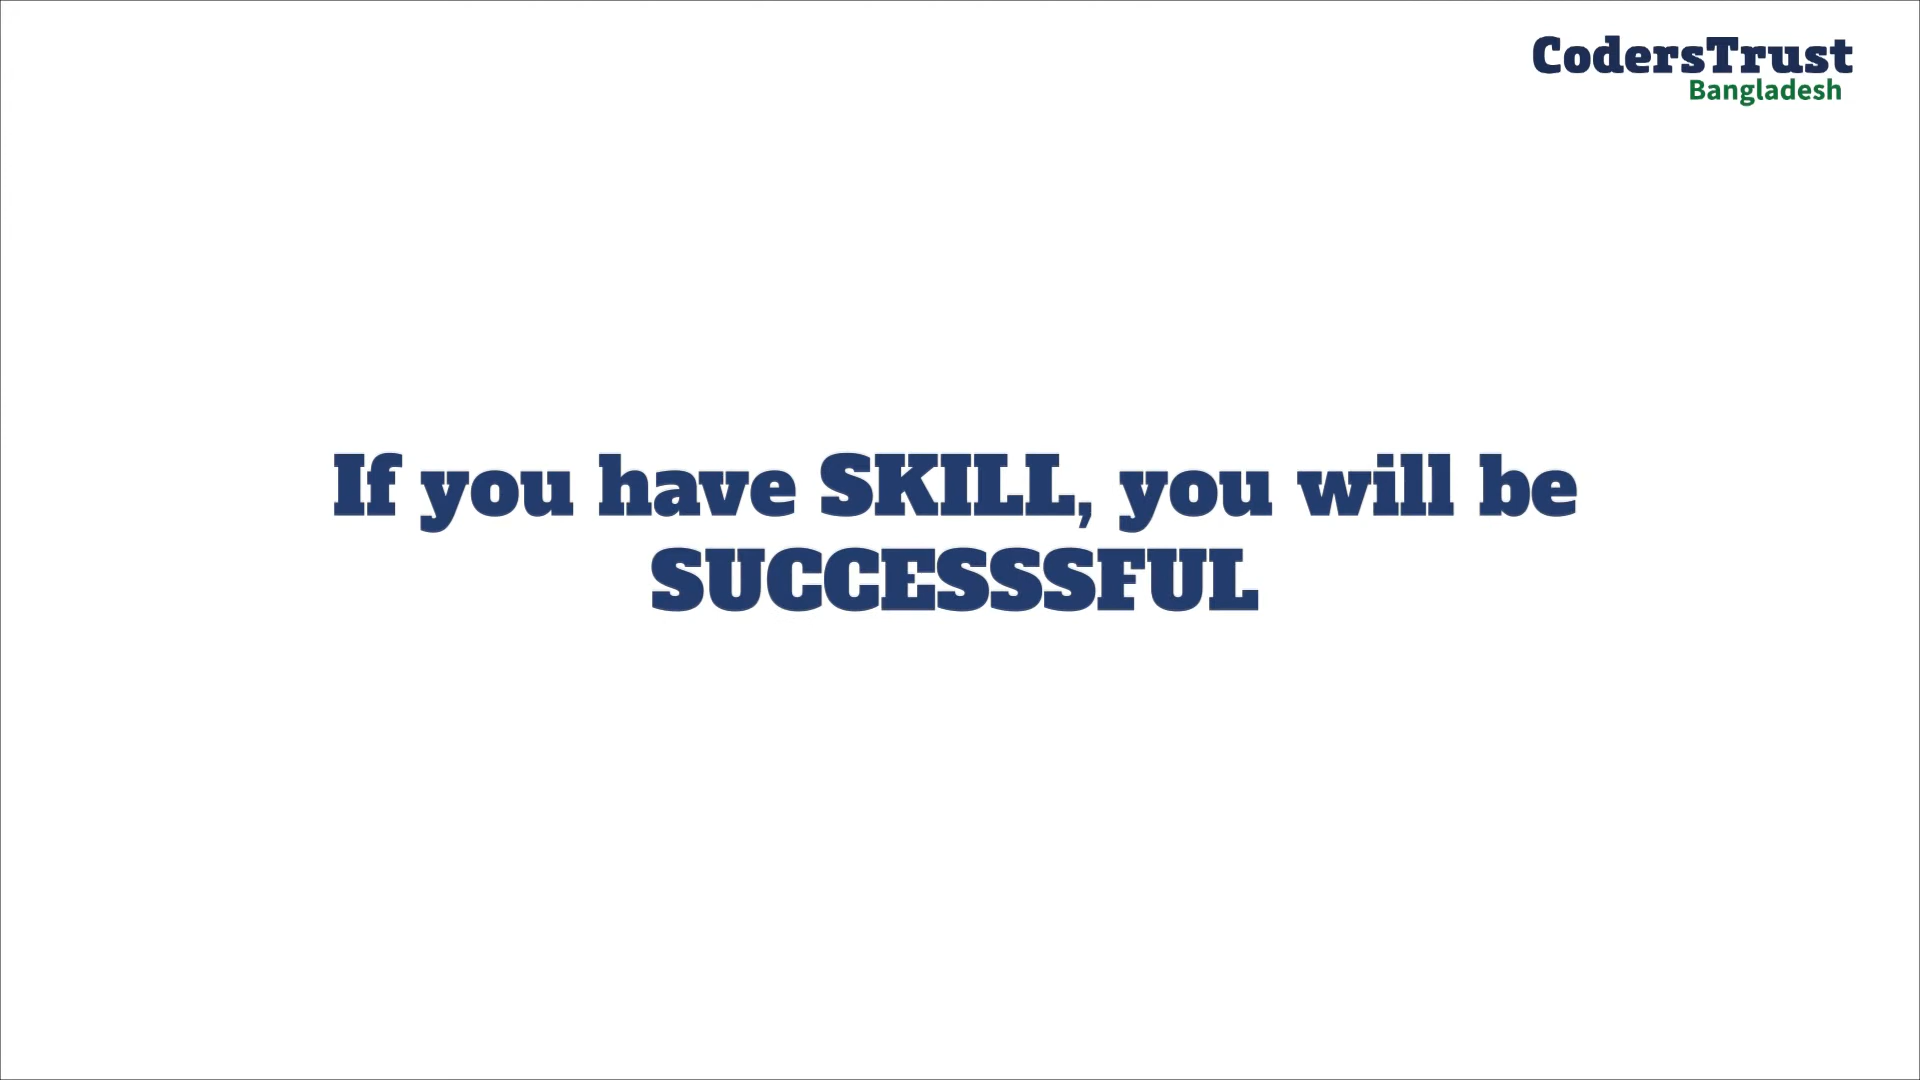 CodersTrust
Bangladesh
If you have SKILL, you will be
SUCCESSSFUL